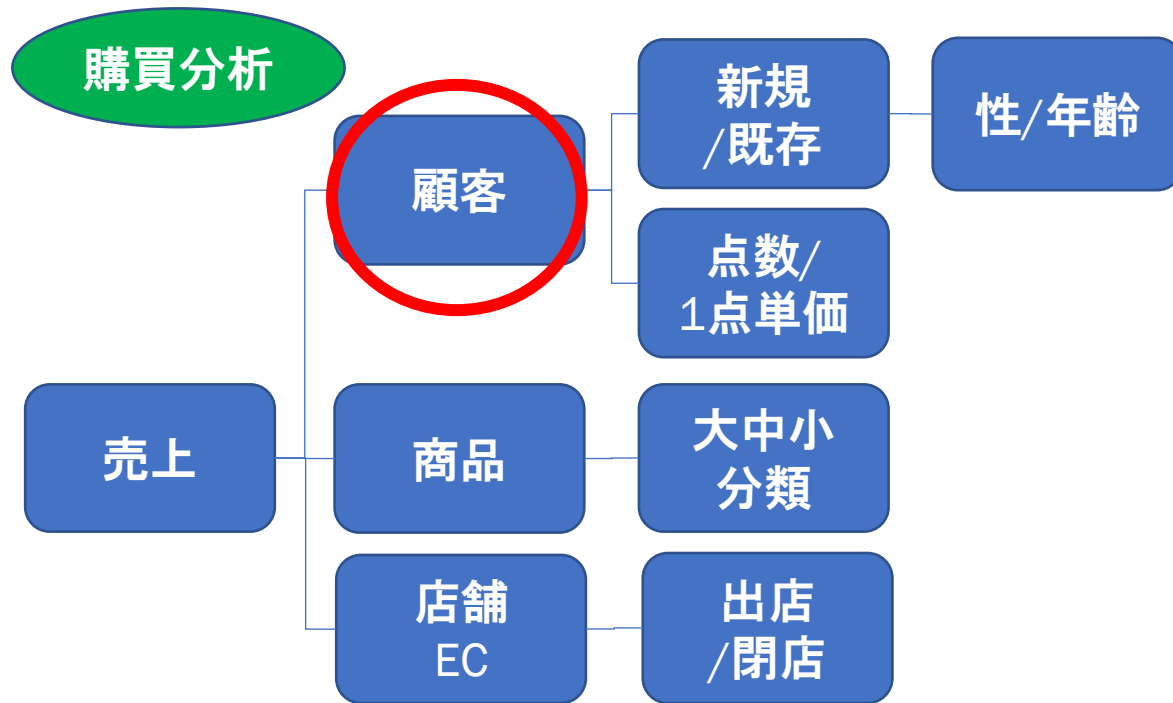 購買分析
顧客
新規
/既存
性/年齢
点数/
1点単価
売上
商品
大中小
分類
店舗
EC
出店
/閉店